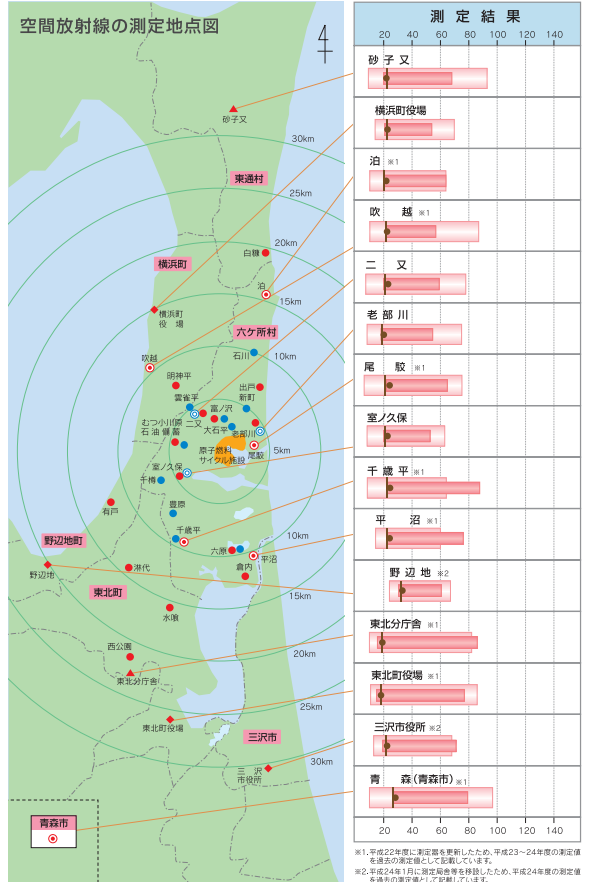 空間放射線の測定地点図
4
砂子又
30km
東通村
25km
20km
白糠
横浜町
泊
15km
横浜町
役 場
六ケ所村
吹越
石川
10km
明神平
出戸
雲雀平
新町
富ノ沢
むつ小川原
石油備蓄
二又
大石平
老部川
原子燃料
サイクル施設
尾駮
5km
室ノ久保
千樽
有戸
豊原
千歳平
10km
野辺地町
六原
平沼
野辺地
淋代
倉内
東北町
15km
水喰
西公園
20km
東北分庁舎
25km
東北町役場
三沢市
30km
三 沢
市役所
青森市
測 定 結 果
20 60 100 140
砂 子 又
横浜町役場
泊 ※1
吹 越 ※1
二 又
老 部 川
尾 駮 ※1
室ノ久保
千 歳 平 ※1
平 沼 ※1
野 辺 地 ※2
東北分庁舎 ※1
東北町役場 ※1
三沢市役所 ※2
青 森(青森市)※1
20 60 100 140
※1.平成22年度に測定器を更新したため、平成23〜24年度の測定値
を過去の測定値として記載しています。
※2.平成24年1月に測定局舎等を移設したため、平成24年度の測定値
を過去の測定値として記載しています。